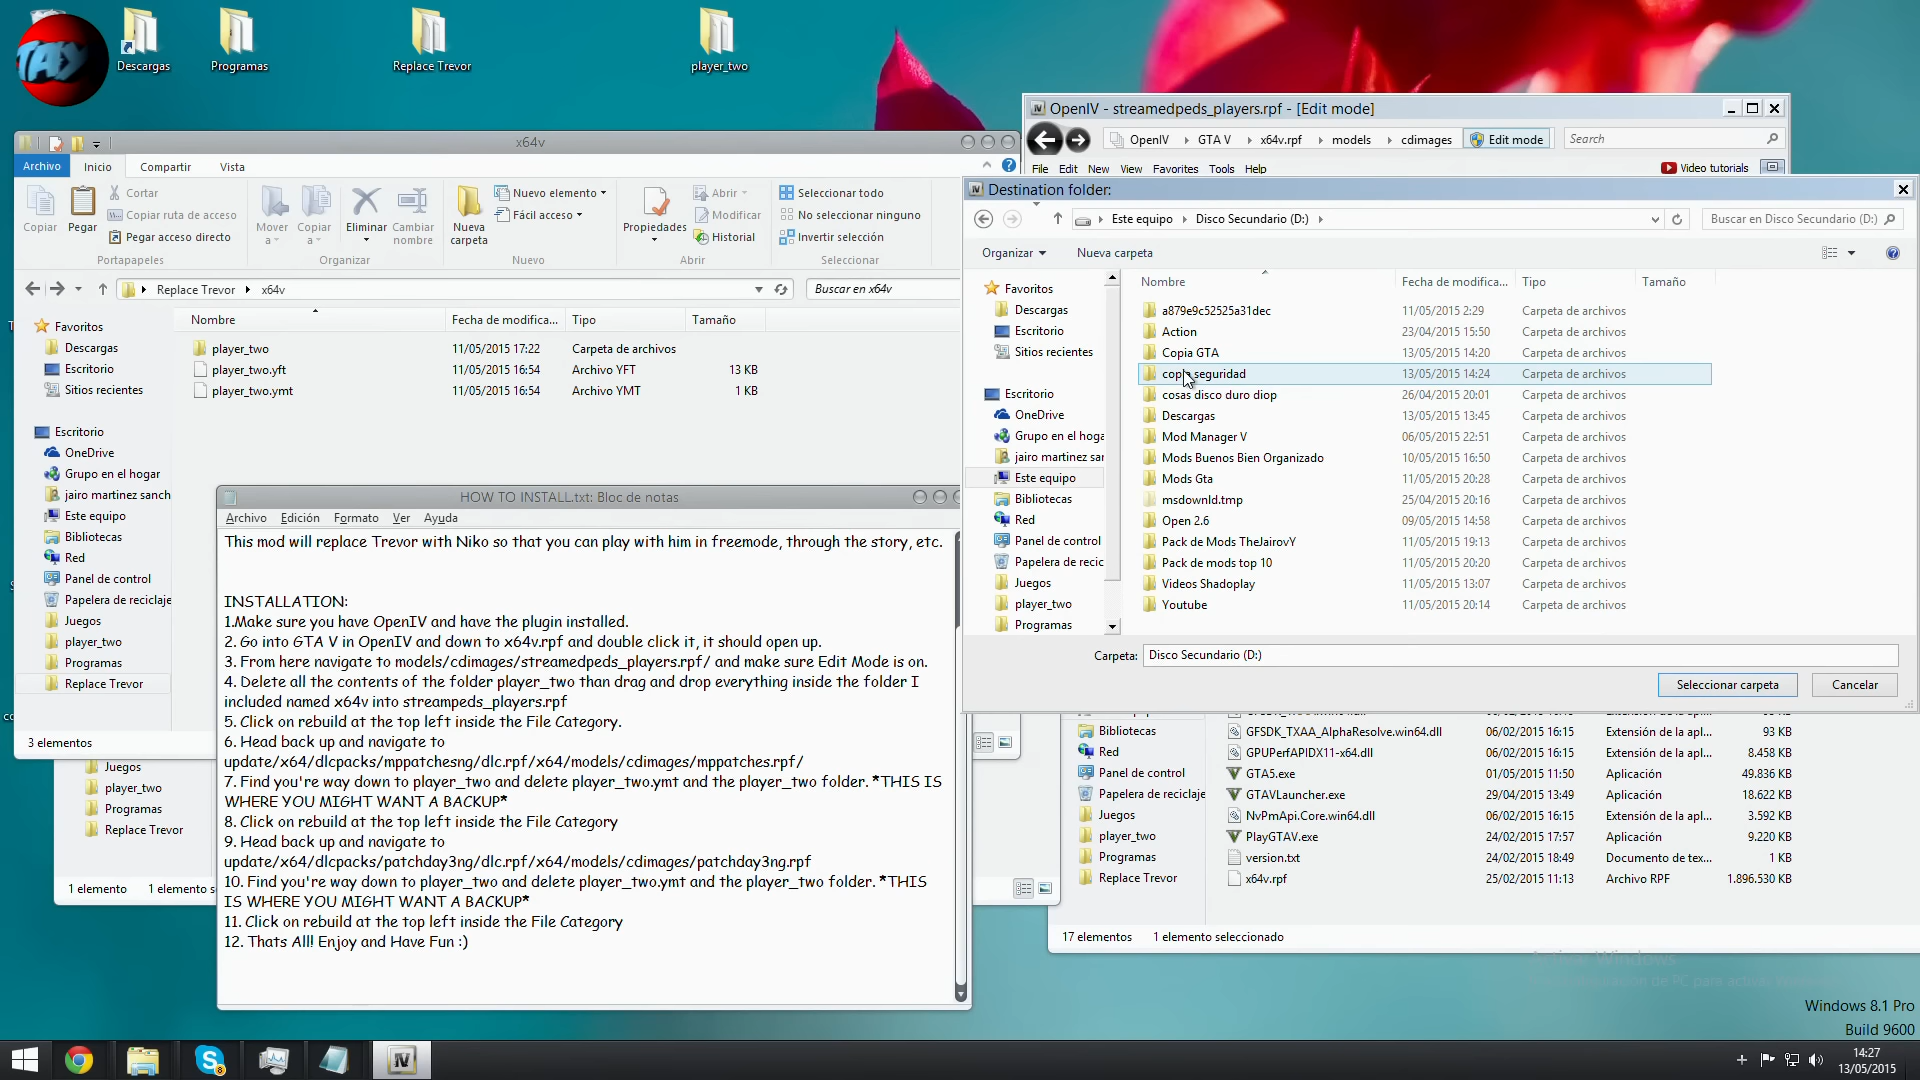 TAY
Descargas
Programas
Replace Trevor
player_two
x64v
Archivo
Inicio
Compartir
Vista
Copiar
Pegar
Cortar
Copiar ruta de acceso
Pegar acceso directo
Portapapeles
Mover a
Copiar a
Eliminar
Cambiar nombre
Organizar
Nueva carpeta
Nuevo elemento
Fácil acceso
Nuevo
Propiedades
Abrir
Modificar
Historial
Abrir
Seleccionar todo
No seleccionar ninguno
Invertir selección
Seleccionar
Replace Trevor
x64v
Buscar en x64v
Nombre Fecha de modifica... Tipo Tamaño
player_two 11/05/2015 17:22 Carpeta de archivos
player_two.yft 11/05/2015 16:54 Archivo YFT 13 KB
player_two.ymt 11/05/2015 16:54 Archivo YMT 1 KB
Favoritos
Descargas
Escritorio
Sitios recientes
Escritorio
OneDrive
Grupo en el hogar
jairo martinez sanch
Este equipo
Bibliotecas
Red
Panel de control
Papelera de reciclaje
Juegos
player_two
Programas
Replace Trevor
3 elementos
Juegos
player_two
Programas
Replace Trevor
1 elemento 1 elemento s
HOW TO INSTALL.txt: Bloc de notas
Archivo Edición Formato Ver Ayuda
This mod will replace Trevor with Niko so that you can play with him in freemode, through the story, etc.
INSTALLATION:
1.Make sure you have OpenIV and have the plugin installed.
2. Go into GTA V in OpenIV and down to x64v.rpf and double click it, it should open up.
3. From here navigate to models/cdimages/streamedpeds_players.rpf/ and make sure Edit Mode is on.
4. Delete all the contents of the folder player_two than drag and drop everything inside the folder I
included named x64v into streampeds_players.rpf
5. Click on rebuild at the top left inside the File Category.
6. Head back up and navigate to
update/x64/dlcpacks/mppatchesng/dlc.rpf/x64/models/cdimages/mppatches.rpf/
7. Find you're way down to player_two and delete player_two.ymt and the player_two folder. *THIS IS
WHERE YOU MIGHT WANT A BACKUP*
8. Click on rebuild at the top left inside the File Category
9. Head back up and navigate to
update/x64/dlcpacks/patchday3ng/dlc.rpf/x64/models/cdimages/patchday3ng.rpf
10. Find you're way down to player_two and delete player_two.ymt and the player_two folder. *THIS
IS WHERE YOU MIGHT WANT A BACKUP*
11. Click on rebuild at the top left inside the File Category
12. Thats All! Enjoy and Have Fun :)
OpenIV - streamedpeds_players.rpf - [Edit mode]
OpenIV GTA V x64v.rpf models cdimages
Edit mode
Search
File Edit New View Favorites Tools Help
Video tutorials
Destination folder:
Este equipo Disco Secundario (D:)
Buscar en Disco Secundario (D:)
Organizar
Nueva carpeta
Favoritos
Descargas
Escritorio
Sitios recientes
Escritorio
OneDrive
Grupo en el hoga
jairo martinez sar
Este equipo
Bibliotecas
Red
Panel de control
Papelera de recic
Juegos
player_two
Programas
Nombre Fecha de modifica... Tipo Tamaño
a879e9c52525a31dec 11/05/2015 2:29 Carpeta de archivos
Action 23/04/2015 15:50 Carpeta de archivos
Copia GTA 13/05/2015 14:20 Carpeta de archivos
copia seguridad 13/05/2015 14:24 Carpeta de archivos
cosas disco duro diop 26/04/2015 20:01 Carpeta de archivos
Descargas 13/05/2015 13:45 Carpeta de archivos
Mod Manager V 06/05/2015 22:51 Carpeta de archivos
Mods Buenos Bien Organizado 10/05/2015 16:50 Carpeta de archivos
Mods Gta 11/05/2015 20:28 Carpeta de archivos
msdownld.tmp 25/04/2015 20:16 Carpeta de archivos
Open 2.6 09/05/2015 14:58 Carpeta de archivos
Pack de Mods TheJairovY 11/05/2015 19:13 Carpeta de archivos
Pack de mods top 10 11/05/2015 20:20 Carpeta de archivos
Videos Shadoplay 11/05/2015 13:07 Carpeta de archivos
Youtube 11/05/2015 20:14 Carpeta de archivos
Carpeta: Disco Secundario (D:)
Seleccionar carpeta
Cancelar
Bibliotecas
Red
Panel de control
Papelera de reciclaje
Juegos
player_two
Programas
Replace Trevor
GFSDK_TXAA_AlphaResolve.win64.dll 06/02/2015 16:15 Extensión de la apl... 93 KB
GPUPerfAPIDX11-x64.dll 06/02/2015 16:15 Extensión de la apl... 8.458 KB
GTA5.exe 01/05/2015 11:50 Aplicación 49.836 KB
GTAVLauncher.exe 29/04/2015 13:49 Aplicación 18.622 KB
NvPmApi.Core.win64.dll 06/02/2015 16:15 Extensión de la apl... 3.592 KB
PlayGTAV.exe 24/02/2015 17:57 Aplicación 9.220 KB
version.txt 24/02/2015 18:49 Documento de tex... 1 KB
x64v.rpf 25/02/2015 11:13 Archivo RPF 1.896.530 KB
17 elementos 1 elemento seleccionado
Windows 8.1 Pro
Build 9600
8
IV
14:27
13/05/2015